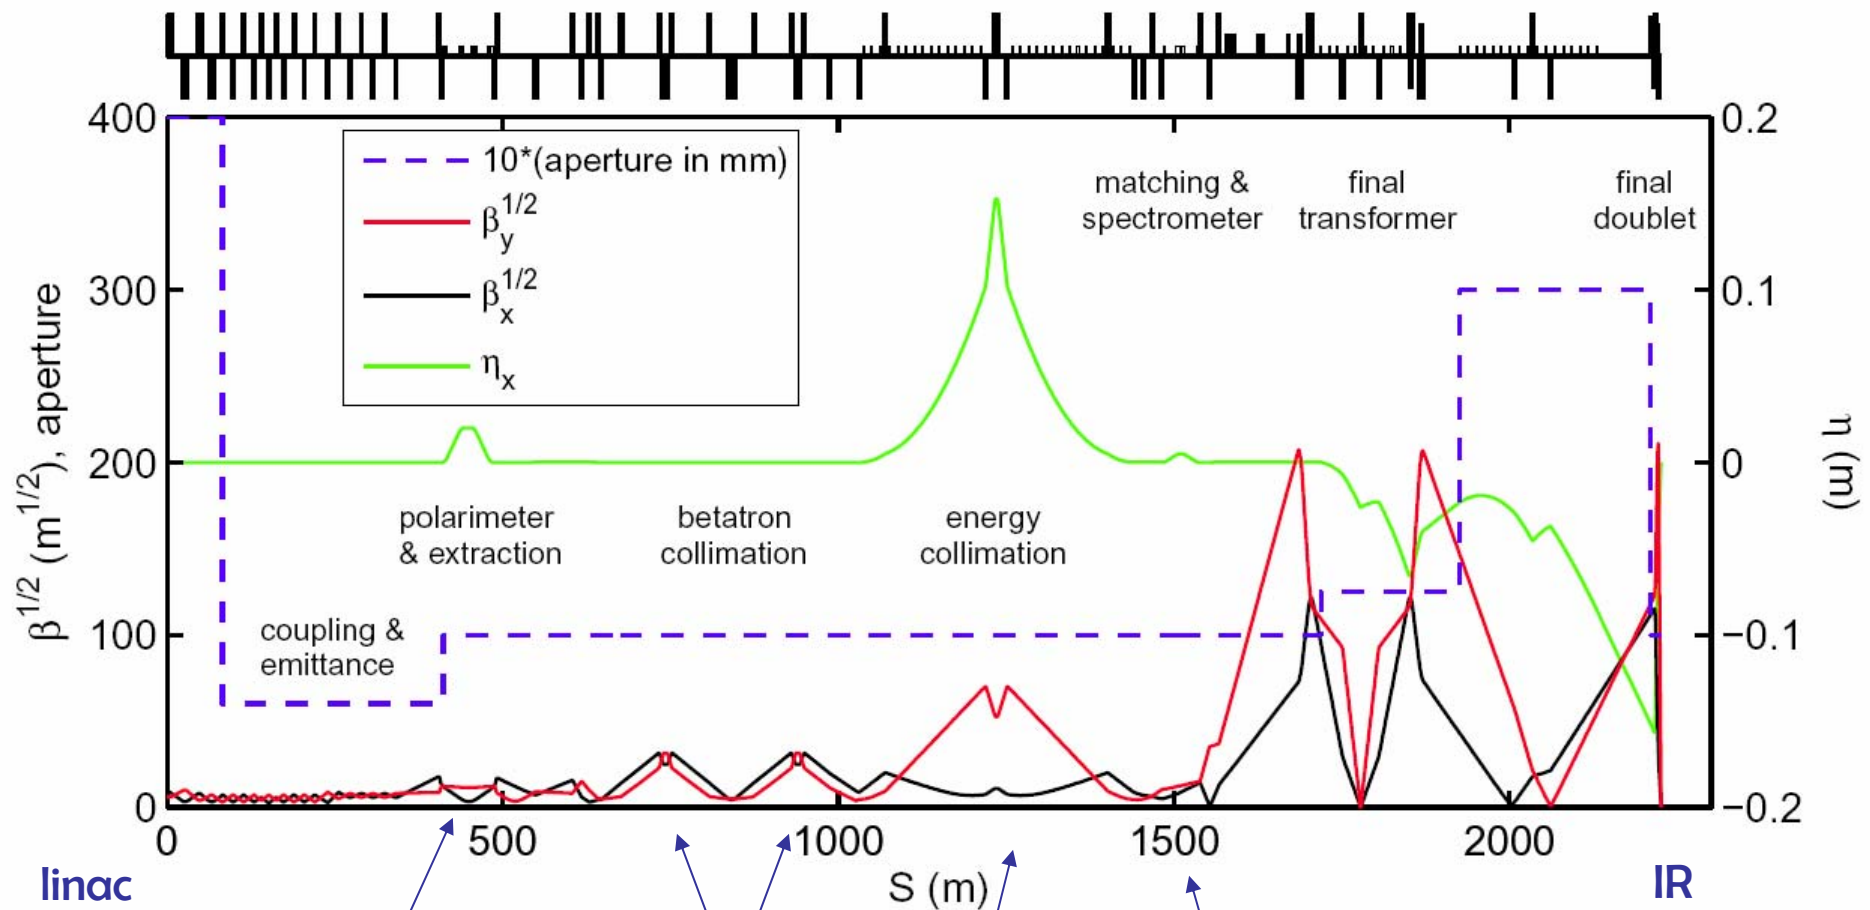 400
300
200
100
0
β^1/2 (m^1/2), aperture
10*(aperture in mm)
β_y^1/2
β_x^1/2
η_x
matching &
spectrometer
final
transformer
final
doublet
polarimeter
& extraction
betatron
collimation
energy
collimation
coupling &
emittance
0.2
0.1
0
−0.1
−0.2
η (m)
0 500 1000 1500 2000
S (m)
linac
IR